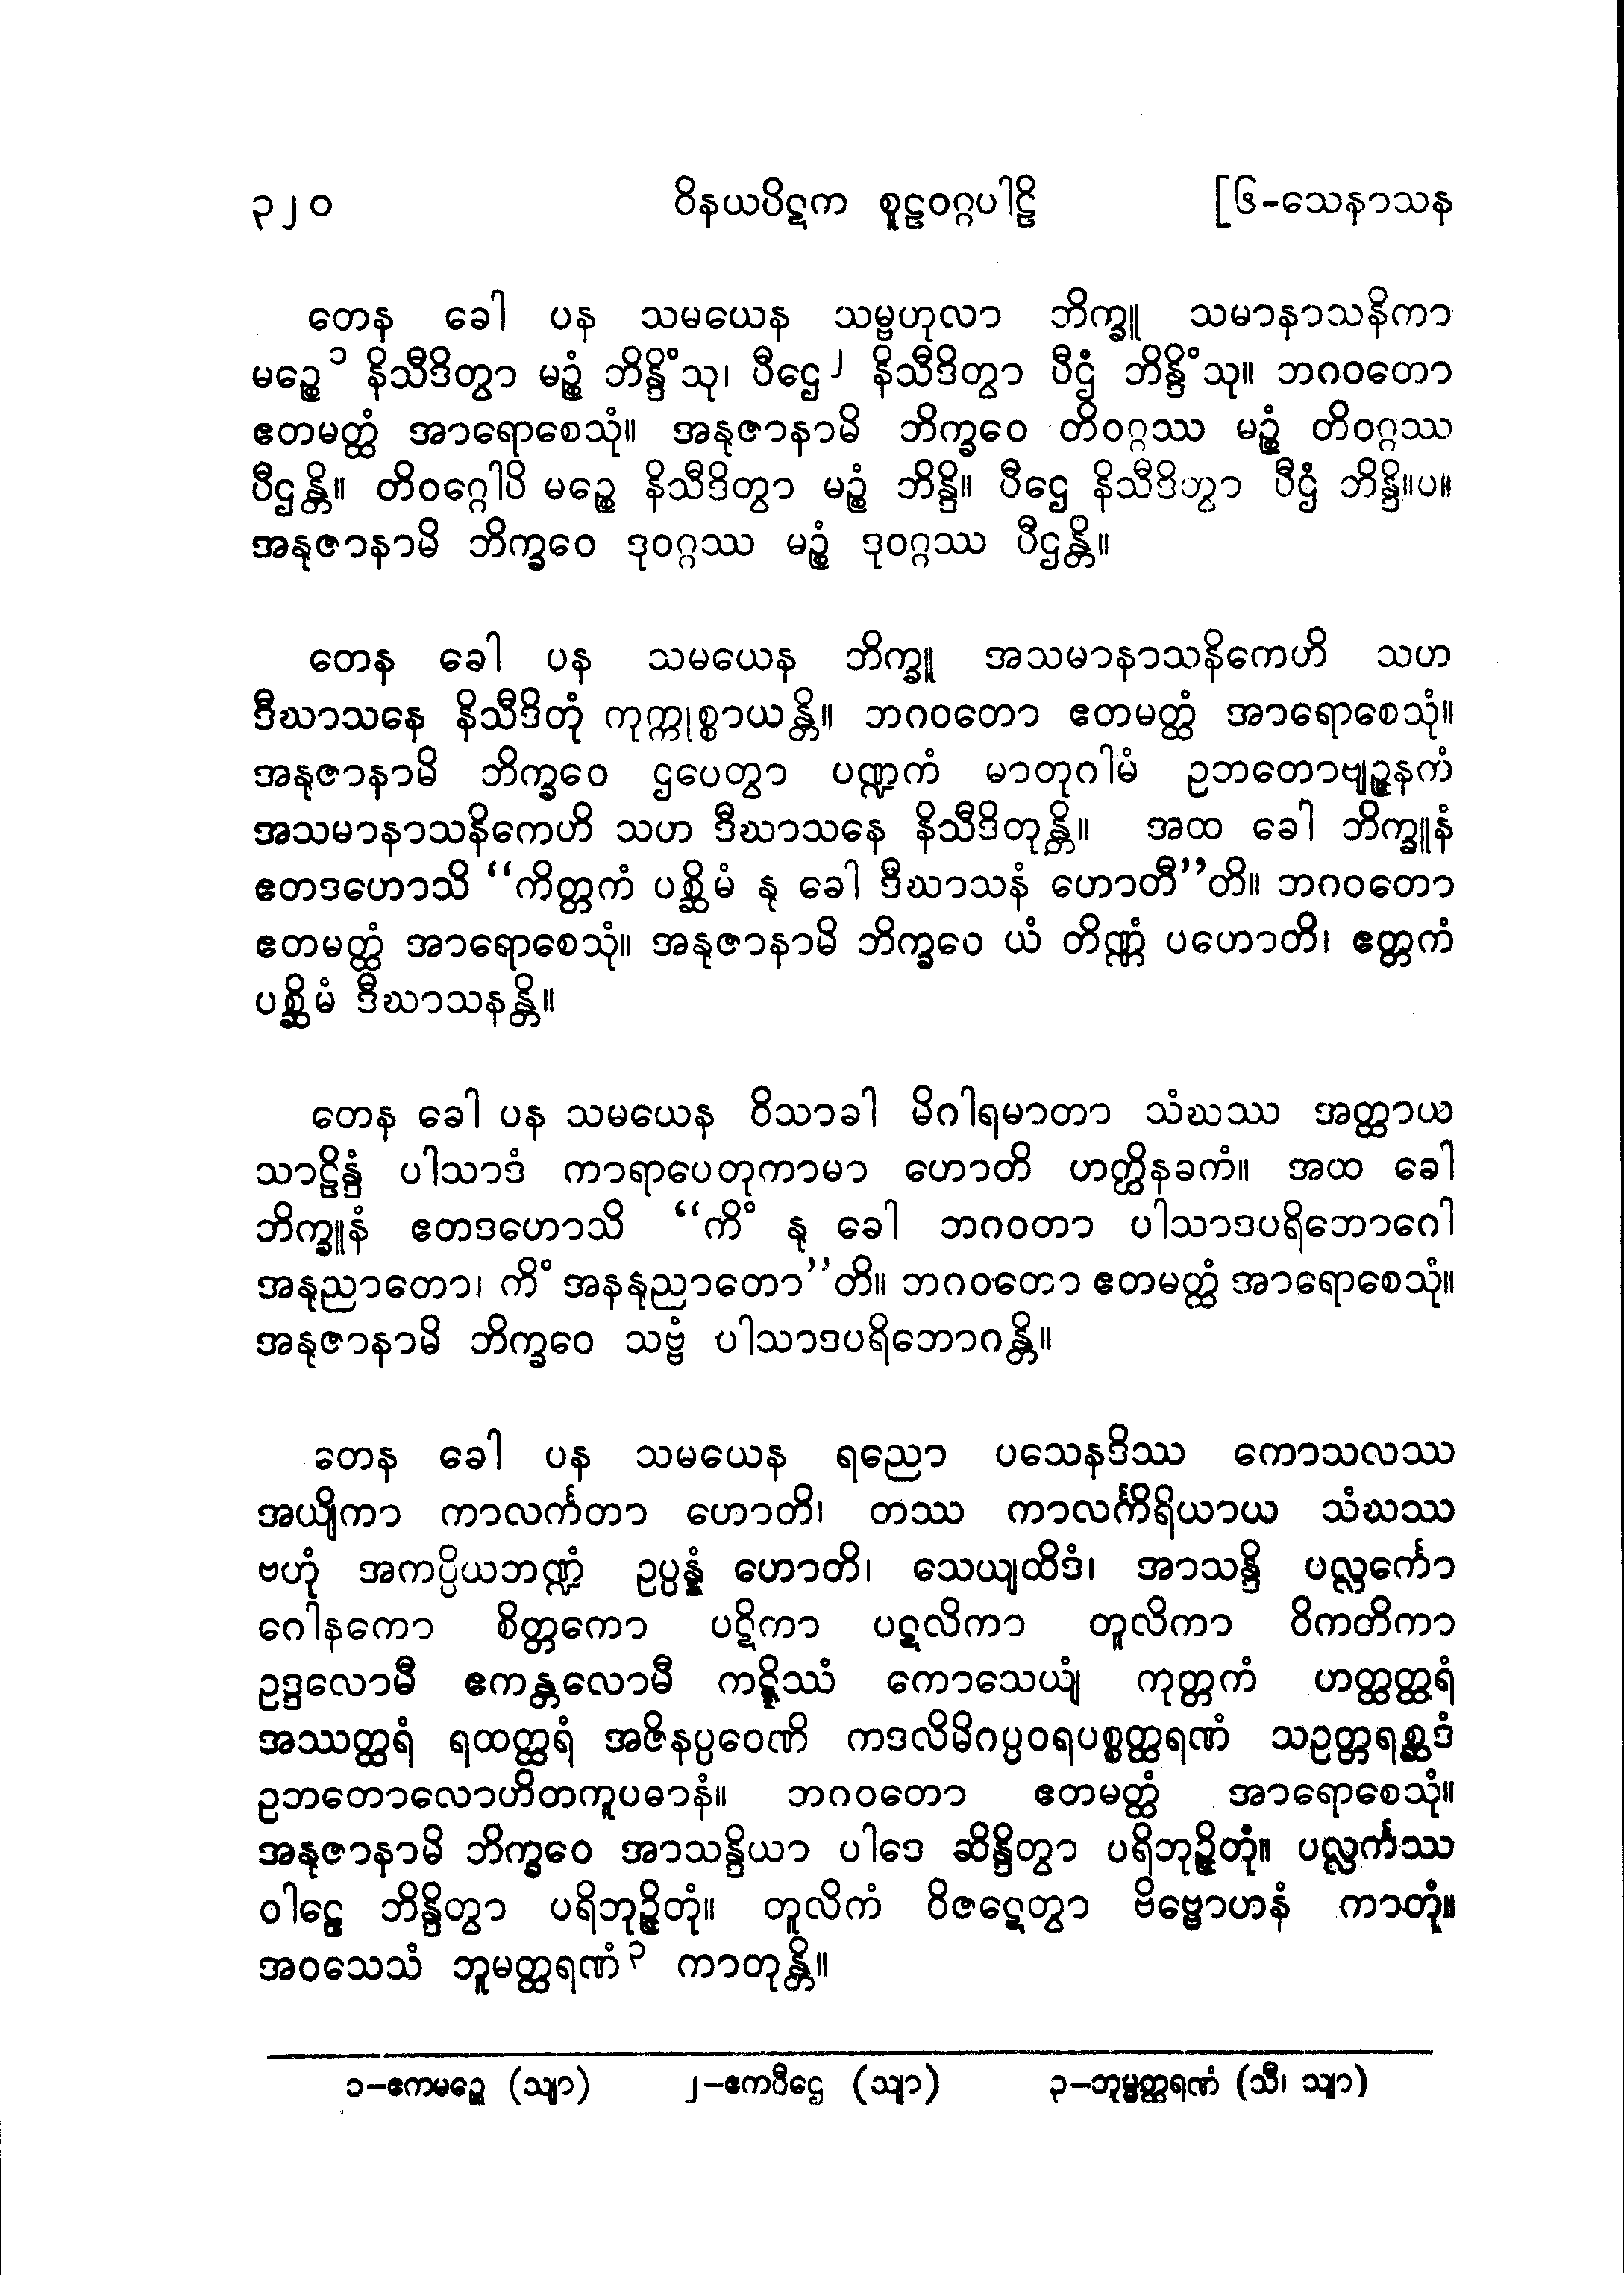 ၃၂၀ ဝိနယပိဋက စူဠဝဂ္ဂပါဠိ [၆-သေနာသန
တေန ခေါ ပန သမယေန သမ္ဗဟုလာ ဘိက္ခူ သမာနာသနိကာ
မဉ္စေ ၁ နိသီဒိတွာ မဉ္စံ ဘိန္ဒိံသု၊ ပီဌေ ၂ နိသီဒိတွာ ပီဌံ ဘိန္ဒိံသု။ ဘဂဝတော
ဧတမတ္ထံ အာရောစေသုံ။ အနုဇာနာမိ ဘိက္ခဝေ တိဝဂ္ဂဿ မဉ္စံ တိဝဂ္ဂဿ
ပီဌန္တိ။ တိဝဂ္ဂေါပိ မဉ္စေ နိသီဒိတွာ မဉ္စံ ဘိန္ဒိ။ ပီဌေ နိသီဒိတွာ ပီဌံ ဘိန္ဒိ။ပ။
အနုဇာနာမိ ဘိက္ခဝေ ဒုဝဂ္ဂဿ မဉ္စံ ဒုဝဂ္ဂဿ ပီဌန္တိ။
တေန ခေါ ပန သမယေန ဘိက္ခူ အသမာနာသနိကေဟိ သဟ
ဒီဃာသနေ နိသီဒိတုံ ကုက္ကုစ္စာယန္တိ။ ဘဂဝတော ဧတမတ္ထံ အာရောစေသုံ။
အနုဇာနာမိ ဘိက္ခဝေ ဌပေတွာ ပဏ္ဍကံ မာတုဂါမံ ဥဘတောဗျဉ္ဇနကံ
အသမာနာသနိကေဟိ သဟ ဒီဃာသနေ နိသီဒိတုန္တိ။ အထ ခေါ ဘိက္ခူနံ
ဧတဒဟောသိ “ကိတ္တကံ ပစ္ဆိမံ နု ခေါ ဒီဃာသနံ ဟောတီ”တိ။ ဘဂဝတော
ဧတမတ္ထံ အာရောစေသုံ။ အနုဇာနာမိ ဘိက္ခဝေ ယံ တိဏ္ဏံ ပဟောတိ၊ ဧတ္တကံ
ပစ္ဆိမံ ဒီဃာသနန္တိ။
တေန ခေါ ပန သမယေန ဝိသာခါ မိဂါရမာတာ သံဃဿ အတ္ထာယ
သာဠိန္ဒံ ပါသာဒံ ကာရာပေတုကာမာ ဟောတိ ဟတ္ထိနခကံ။ အထ ခေါ
ဘိက္ခူနံ ဧတဒဟောသိ “ကိံ နု ခေါ ဘဂဝတာ ပါသာဒပရိဘောဂေါ
အနုညာတော၊ ကိံ အနနုညာတော”တိ။ ဘဂဝတော ဧတမတ္ထံ အာရောစေသုံ။
အနုဇာနာမိ ဘိက္ခဝေ သဗ္ဗံ ပါသာဒပရိဘောဂန္တိ။
တေန ခေါ ပန သမယေန ရညော ပသေနဒိဿ ကောသလဿ
အယျိကာ ကာလင်္ကတာ ဟောတိ၊ တဿ ကာလင်္ကိရိယာယ သံဃဿ
ဗဟုံ အကပ္ပိယဘဏ္ဍံ ဥပ္ပန္နံ ဟောတိ၊ သေယျထိဒံ၊ အာသန္ဒိ ပလ္လင်္ကော
ဂေါနကော စိတ္တကော ပဋိကာ ပဋလိကာ တူလိကာ ဝိကတိကာ
ဥဒ္ဒလောမီ ဧကန္တလောမီ ကဋ္ဋိဿံ ကောသေယျံ ကုတ္တကံ ဟတ္ထတ္ထရံ
အဿတ္ထရံ ရထတ္ထရံ အဇိနပ္ပဝေဏိ ကဒလိမိဂပ္ပဝရပစ္စတ္ထရဏံ သဥတ္တရစ္ဆဒံ
ဥဘတောလောဟိတကူပဓာနံ။ ဘဂဝတော ဧတမတ္ထံ အာရောစေသုံ။
အနုဇာနာမိ ဘိက္ခဝေ အာသန္ဒိယာ ပါဒေ ဆိန္ဒိတွာ ပရိဘုဉ္ဇိတုံ။ ပလ္လင်္ကဿ
ဝါဠေ ဘိန္ဒိတွာ ပရိဘုဉ္ဇိတုံ။ တူလိကံ ဝိဇဋေတွာ ဗိဗ္ဗောဟနံ ကာတုံ။
အဝသေသံ ဘူမတ္ထရဏံ ၃ ကာတုန္တိ။
၁-ဧကမဉ္စေ (သျာ) ၂-ဧကပီဌေ (သျာ) ၃-ဘုမ္မတ္ထရဏံ (သီ၊ သျာ)